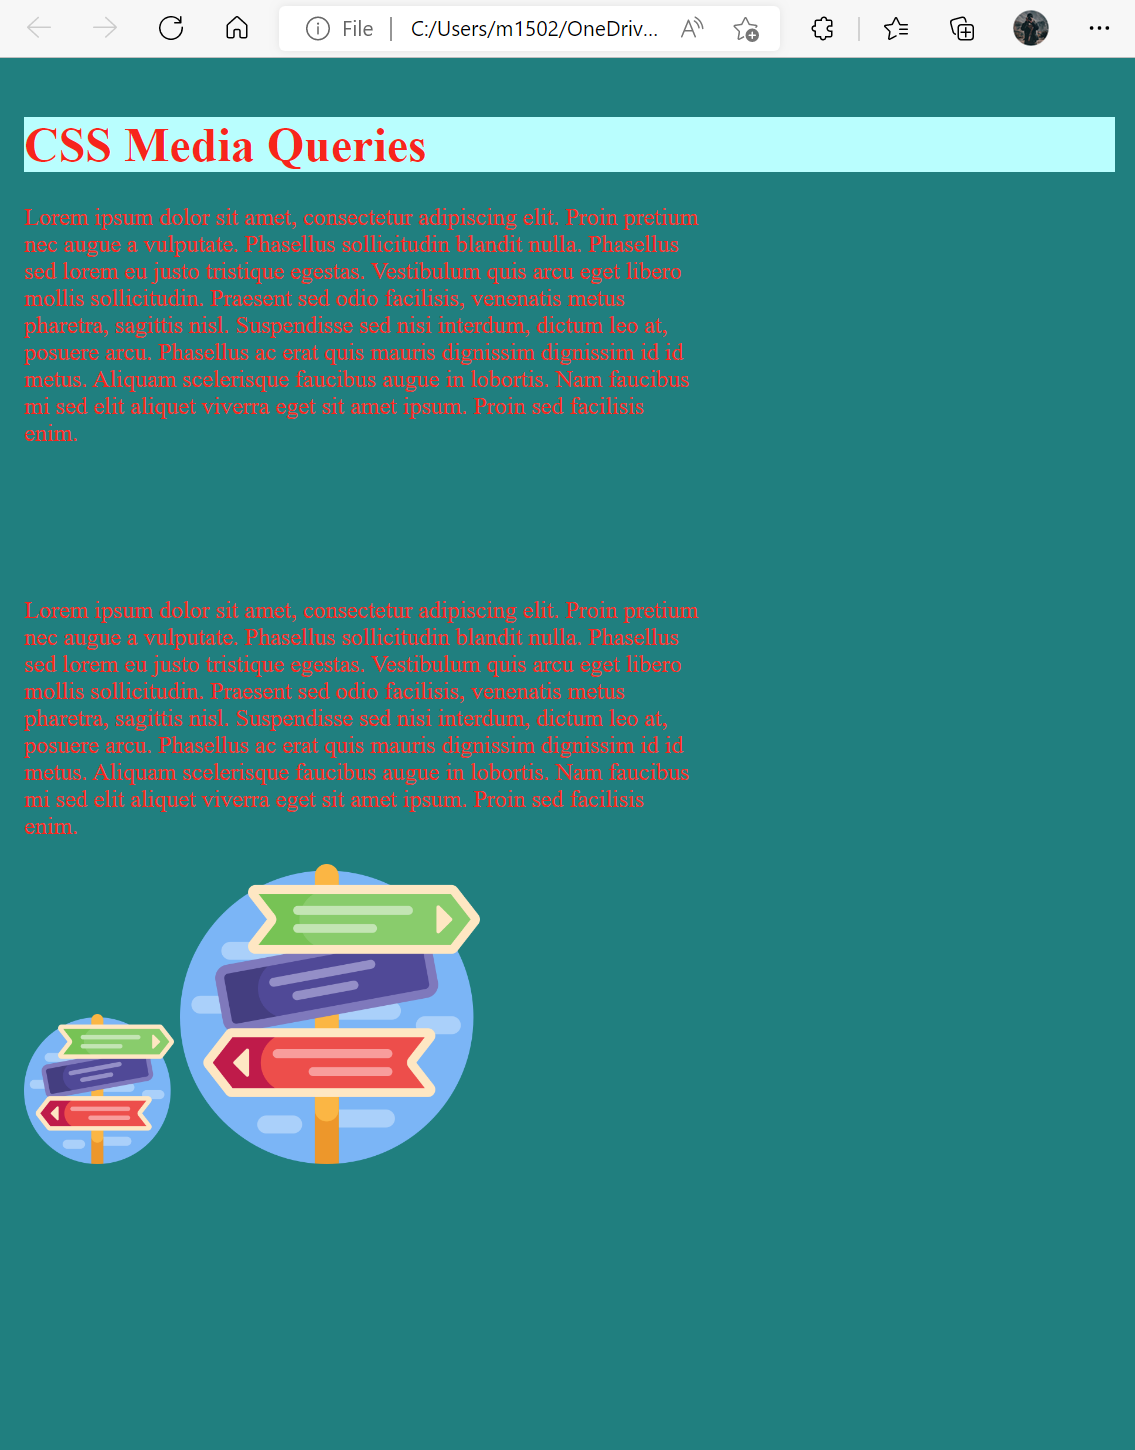 File | C:/Users/m1502/OneDriv...
CSS Media Queries
Lorem ipsum dolor sit amet, consectetur adipiscing elit. Proin pretium
nec augue a vulputate. Phasellus sollicitudin blandit nulla. Phasellus
sed lorem eu justo tristique egestas. Vestibulum quis arcu eget libero
mollis sollicitudin. Praesent sed odio facilisis, venenatis metus
pharetra, sagittis nisl. Suspendisse sed nisi interdum, dictum leo at,
posuere arcu. Phasellus ac erat quis mauris dignissim dignissim id id
metus. Aliquam scelerisque faucibus augue in lobortis. Nam faucibus
mi sed elit aliquet viverra eget sit amet ipsum. Proin sed facilisis
enim.
Lorem ipsum dolor sit amet, consectetur adipiscing elit. Proin pretium
nec augue a vulputate. Phasellus sollicitudin blandit nulla. Phasellus
sed lorem eu justo tristique egestas. Vestibulum quis arcu eget libero
mollis sollicitudin. Praesent sed odio facilisis, venenatis metus
pharetra, sagittis nisl. Suspendisse sed nisi interdum, dictum leo at,
posuere arcu. Phasellus ac erat quis mauris dignissim dignissim id id
metus. Aliquam scelerisque faucibus augue in lobortis. Nam faucibus
mi sed elit aliquet viverra eget sit amet ipsum. Proin sed facilisis
enim.